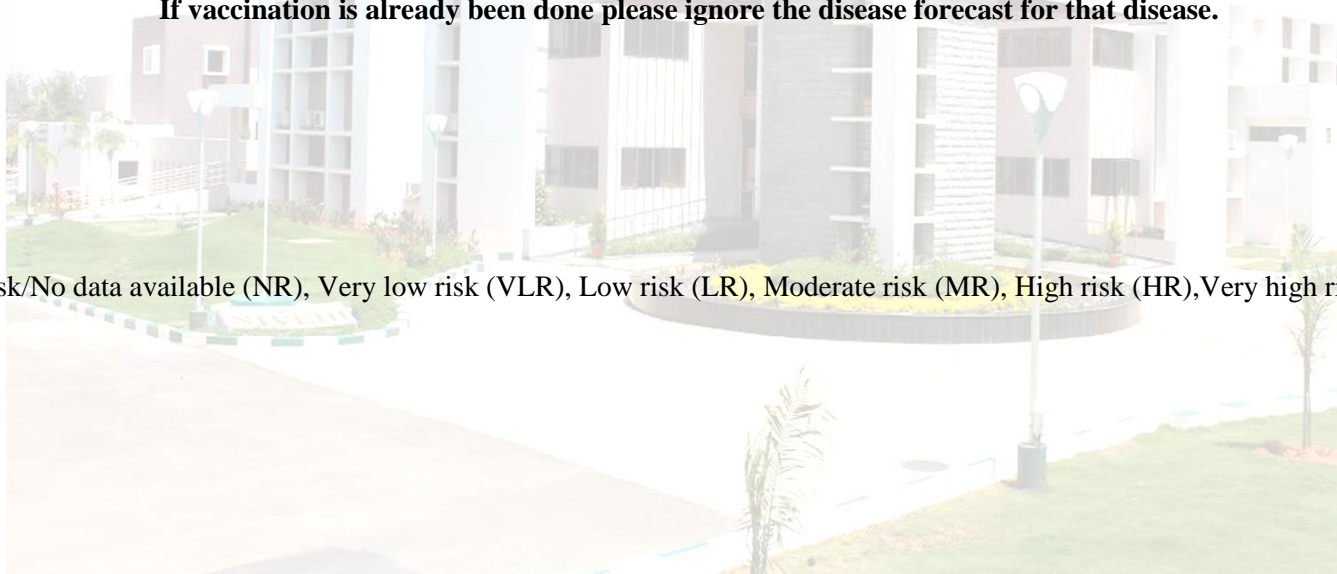 If vaccination is already been done please ignore the disease forecast for that disease.
sk/No data available (NR), Very low risk (VLR), Low risk (LR), Moderate risk (MR), High risk (HR),Very high ri